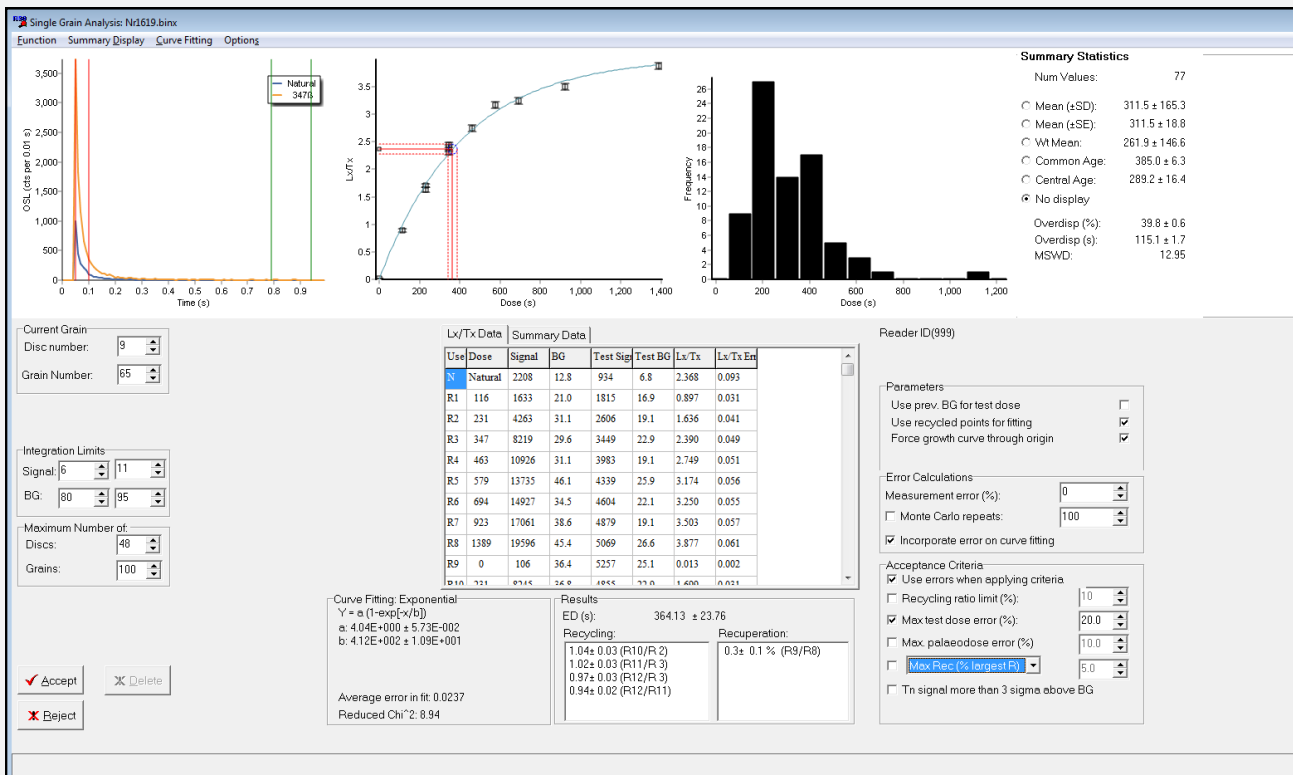 Single Grain Analysis: Nr1619.binx
Function Summary Display Curve Fitting Options
OSL (cts per 0.01 s)
3,500
3,000
2,500
2,000
1,500
1,000
500
0
0 0.1 0.2 0.3 0.4 0.5 0.6 0.7 0.8 0.9
Time (s)
Natural
347ß
Lx/Tx
3.5
3
2.5
2
1.5
1
0.5
0
0 200 400 600 800 1,000 1,200 1,400
Dose (s)
Frequency
26
24
22
20
18
16
14
12
10
8
6
4
2
0
0 200 400 600 800 1,000 1,200
Dose (s)
Summary Statistics
Num Values: 77
Mean (±SD): 311.5 ± 165.3
Mean (±SE): 311.5 ± 18.8
Wt Mean: 261.9 ± 146.6
Common Age: 385.0 ± 6.3
Central Age: 289.2 ± 16.4
No display
Overdisp (%): 39.8 ± 0.6
Overdisp (s): 115.1 ± 1.7
MSWD: 12.95
Current Grain
Disc number: 9
Grain Number: 65
Integration Limits
Signal: 6 11
BG: 80 95
Maximum Number of:
Discs: 48
Grains: 100
Accept Delete
Reject
Lx/Tx Data Summary Data
Use Dose Signal BG Test Sig Test BG Lx/Tx Lx/Tx Err
N Natural 2208 12.8 934 6.8 2.368 0.093
R1 116 1633 21.0 1815 16.9 0.897 0.031
R2 231 4263 31.1 2606 19.1 1.636 0.041
R3 347 8219 29.6 3449 22.9 2.390 0.049
R4 463 10926 31.1 3983 19.1 2.749 0.051
R5 579 13735 46.1 4339 25.9 3.174 0.056
R6 694 14927 34.5 4604 22.1 3.250 0.055
R7 923 17061 38.6 4879 19.1 3.503 0.057
R8 1389 19596 45.4 5069 26.6 3.877 0.061
R9 0 106 36.4 5257 25.1 0.013 0.002
R10 231 8245 36.8 4855 22.0 1.699 0.031
Curve Fitting: Exponential
Y = a (1-exp[-x/b])
a: 4.04E+000 ± 5.73E-002
b: 4.12E+002 ± 1.09E+001
Average error in fit: 0.0237
Reduced Chi^2: 8.94
Results
ED (s): 364.13 ± 23.76
Recycling:
1.04± 0.03 (R10/R 2)
1.02± 0.03 (R11/R 3)
0.97± 0.03 (R12/R 3)
0.94± 0.02 (R12/R11)
Recuperation:
0.3± 0.1 % (R9/R8)
Reader ID(999)
Parameters
Use prev. BG for test dose
Use recycled points for fitting
Force growth curve through origin
Error Calculations
Measurement error (%): 0
Monte Carlo repeats: 100
Incorporate error on curve fitting
Acceptance Criteria
Use errors when applying criteria
Recycling ratio limit (%): 10
Max test dose error (%): 20.0
Max. palaeodose error (%) 10.0
Max Rec (% largest R) 5.0
Tn signal more than 3 sigma above BG